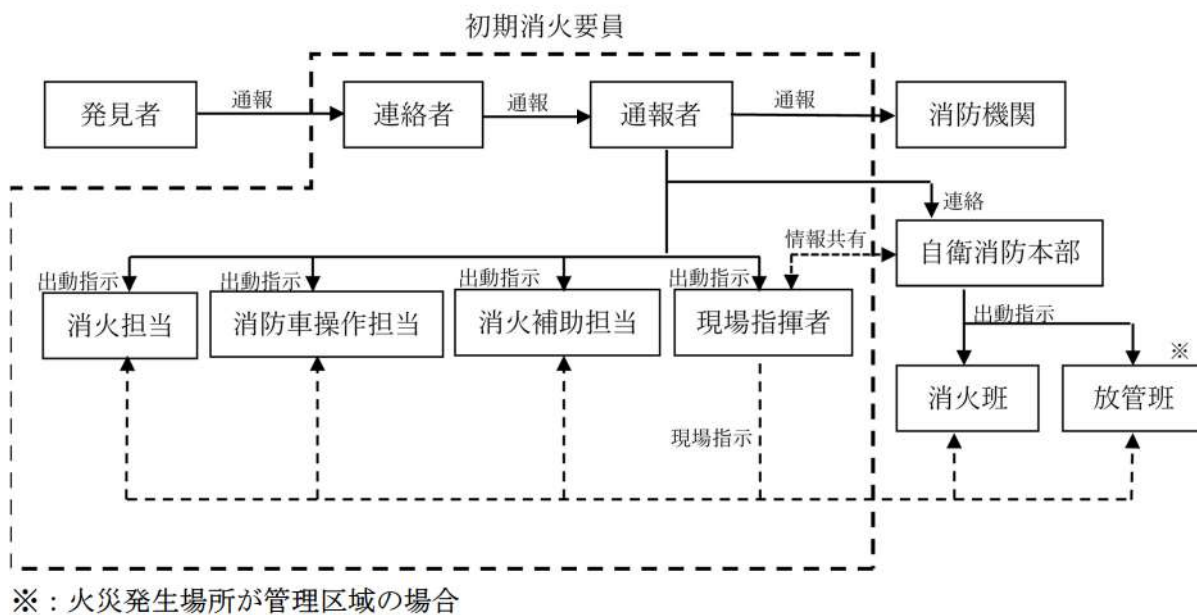 初期消火要員
発見者
通報
連絡者
通報
通報者
通報
消防機関
連絡
情報共有
自衛消防本部
出動指示
出動指示
出動指示
出動指示
消火担当
消防車操作担当
消火補助担当
現場指揮者
出動指示
※
消火班
放管班
現場指示
※：火災発生場所が管理区域の場合